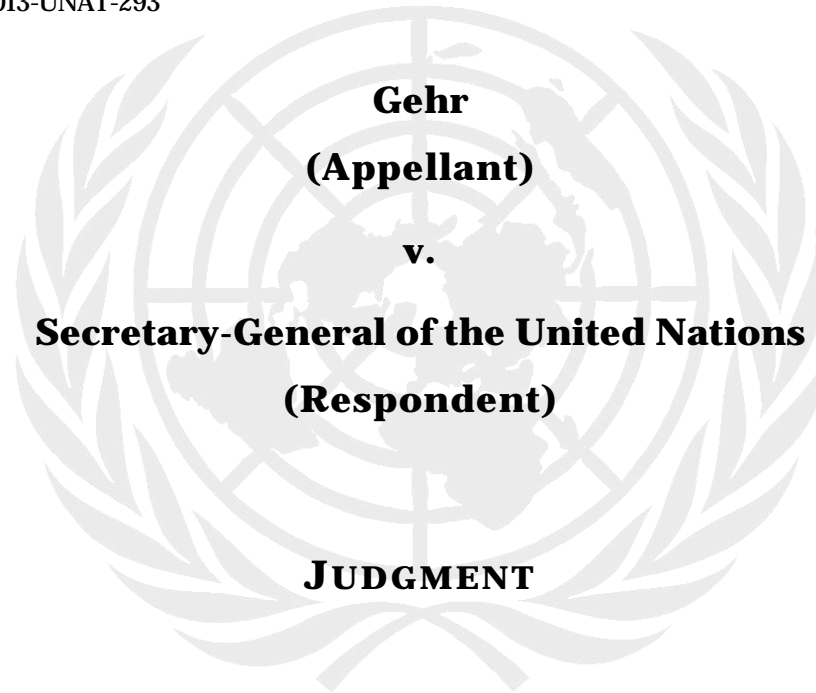 013-UNAT-293
Gehr
(Appellant)
v.
Secretary-General of the United Nations
(Respondent)
JUDGMENT